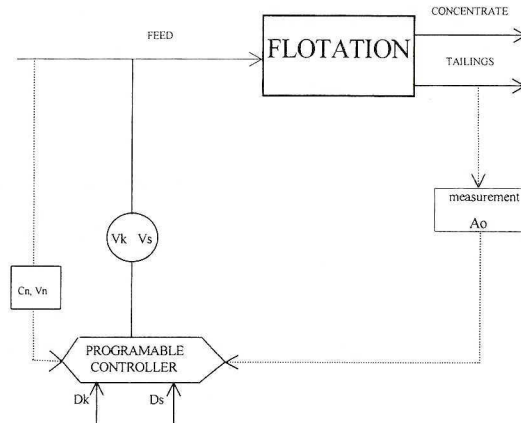 CONCENTRATE
FEED
FLOTATION
TAILINGS
measurement
Ao
Vk Vs
Cn, Vn
PROGRAMABLE
CONTROLLER
Dk
Ds